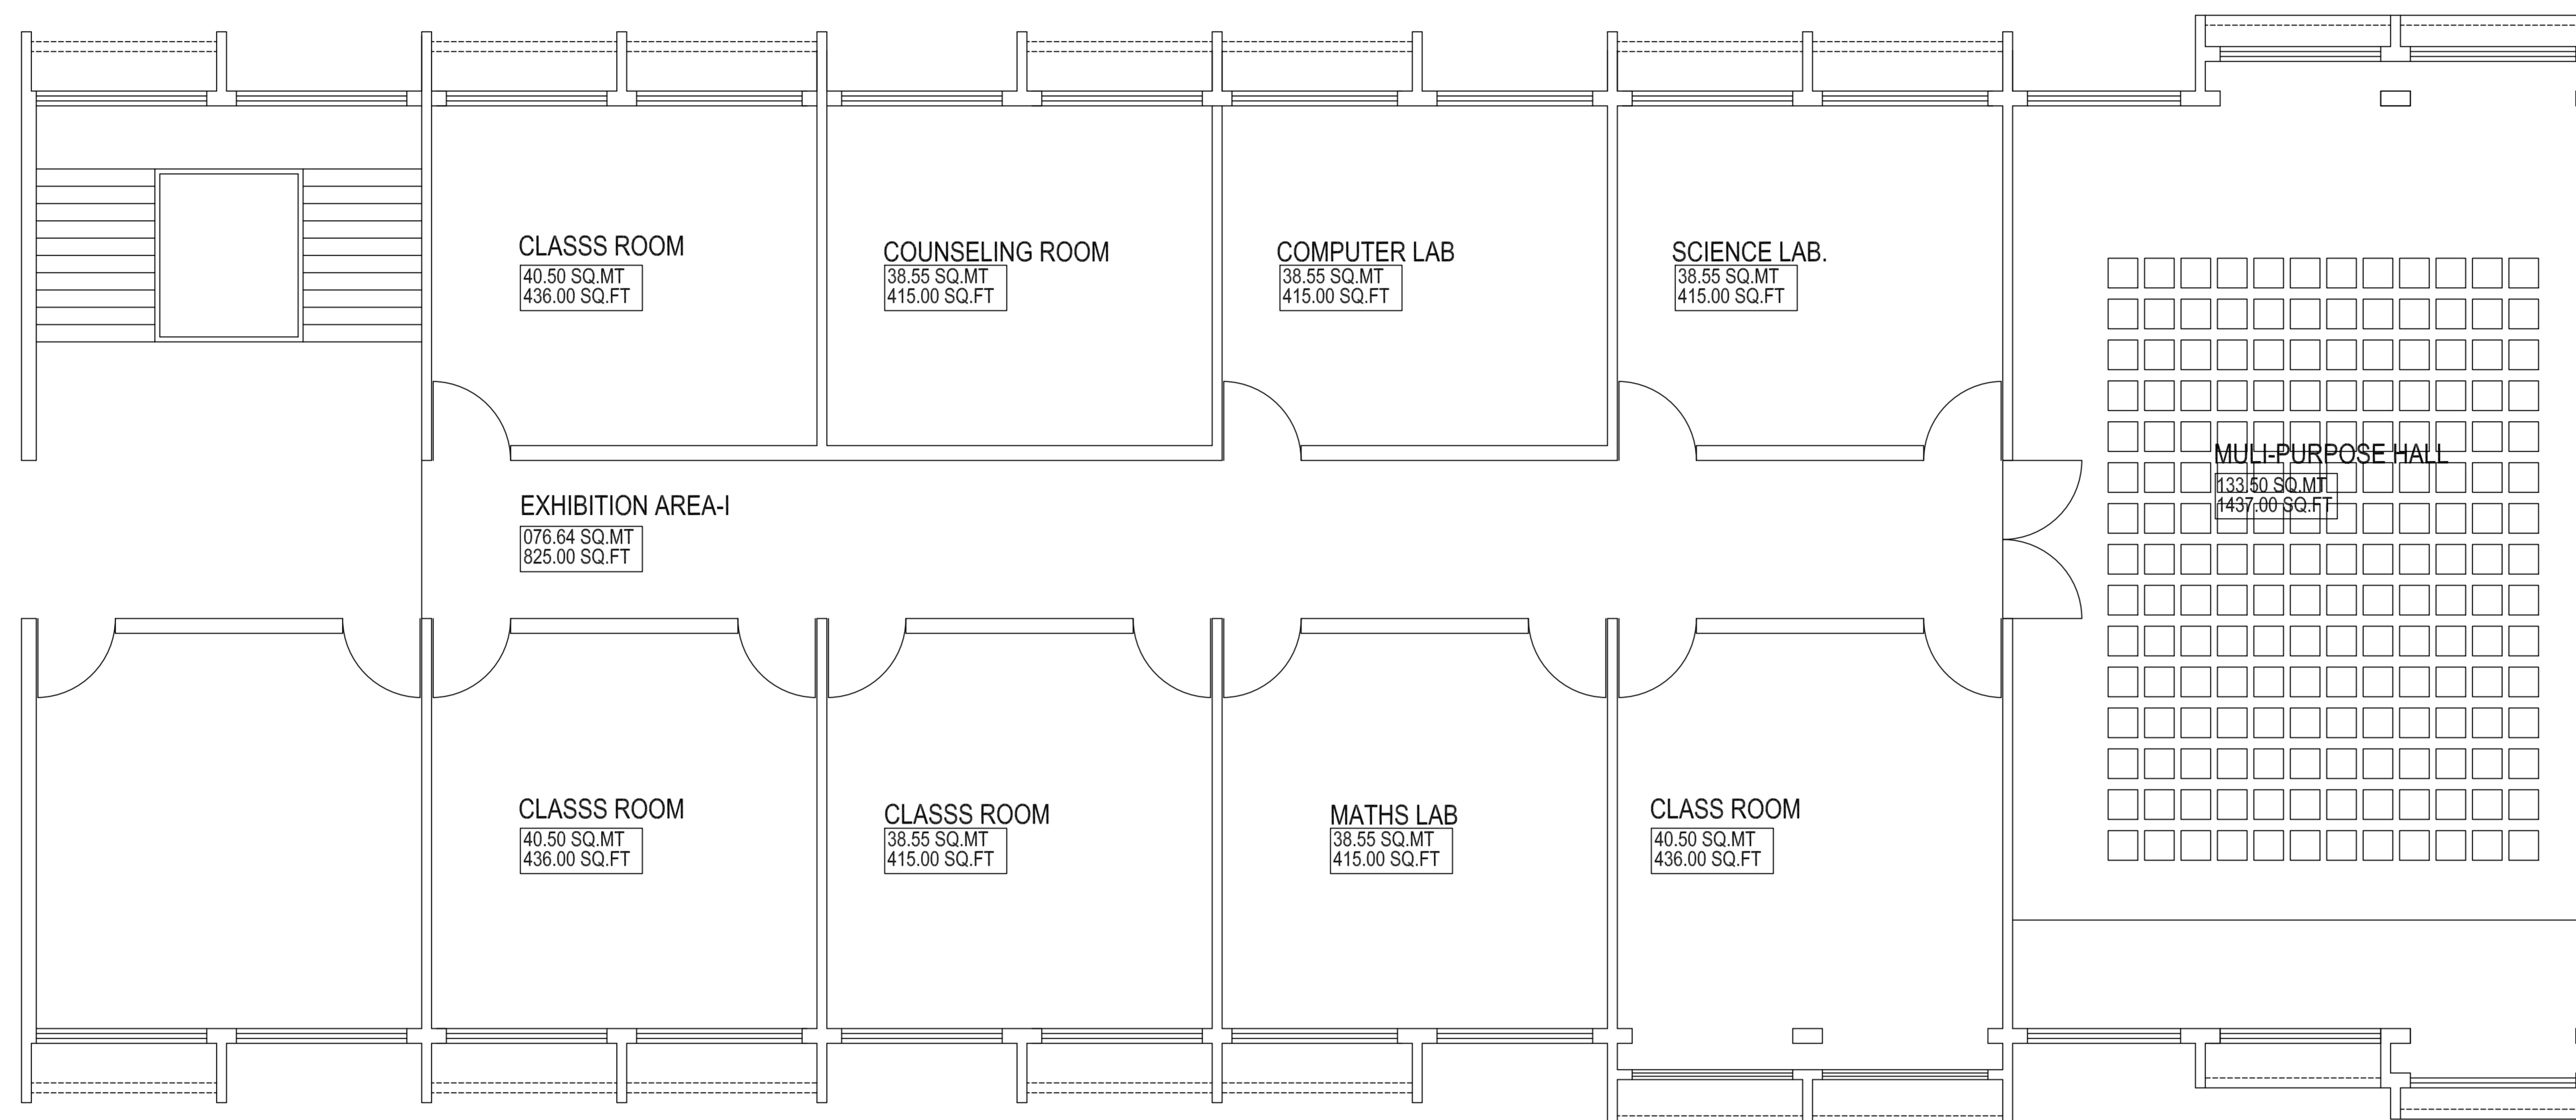 CLASSS ROOM
40.50 SQ.MT
436.00 SQ.FT
COUNSELING ROOM
38.55 SQ.MT
415.00 SQ.FT
COMPUTER LAB
38.55 SQ.MT
415.00 SQ.FT
SCIENCE LAB.
38.55 SQ.MT
415.00 SQ.FT
MULI-PURPOSE HALL
133.50 SQ.MT
1437.00 SQ.FT
EXHIBITION AREA-I
076.64 SQ.MT
825.00 SQ.FT
CLASSS ROOM
40.50 SQ.MT
436.00 SQ.FT
CLASSS ROOM
38.55 SQ.MT
415.00 SQ.FT
MATHS LAB
38.55 SQ.MT
415.00 SQ.FT
CLASS ROOM
40.50 SQ.MT
436.00 SQ.FT